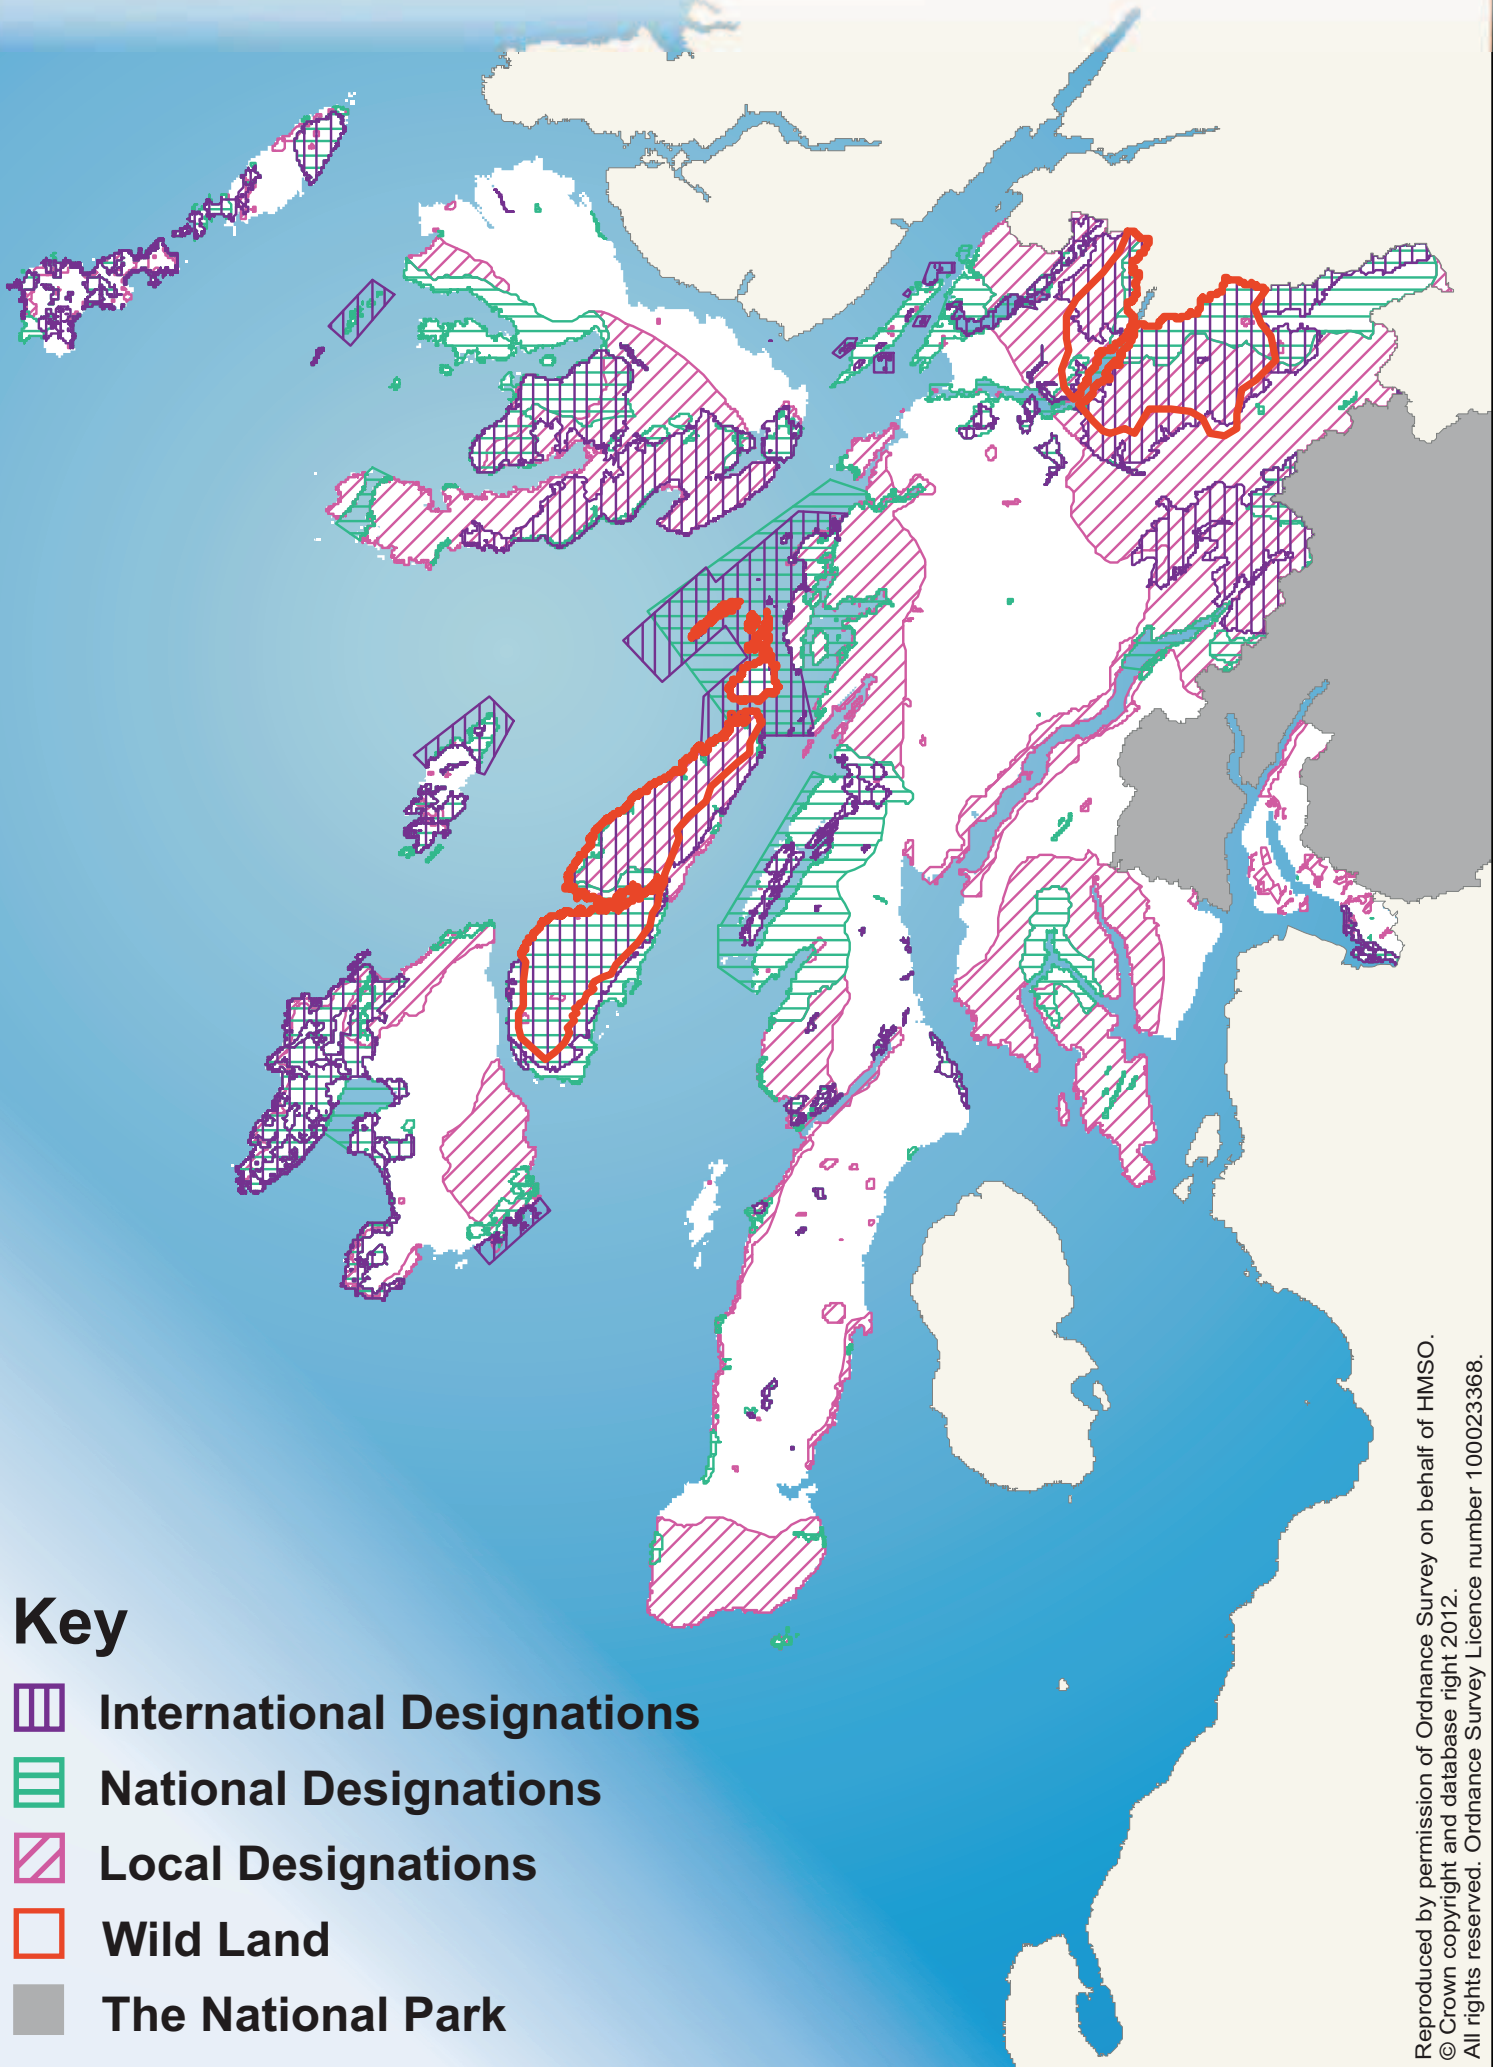 Key
International Designations
National Designations
Local Designations
Wild Land
The National Park
Reproduced by permission of Ordnance Survey on behalf of HMSO.
© Crown copyright and database right 2012.
All rights reserved. Ordnance Survey Licence number 100023368.